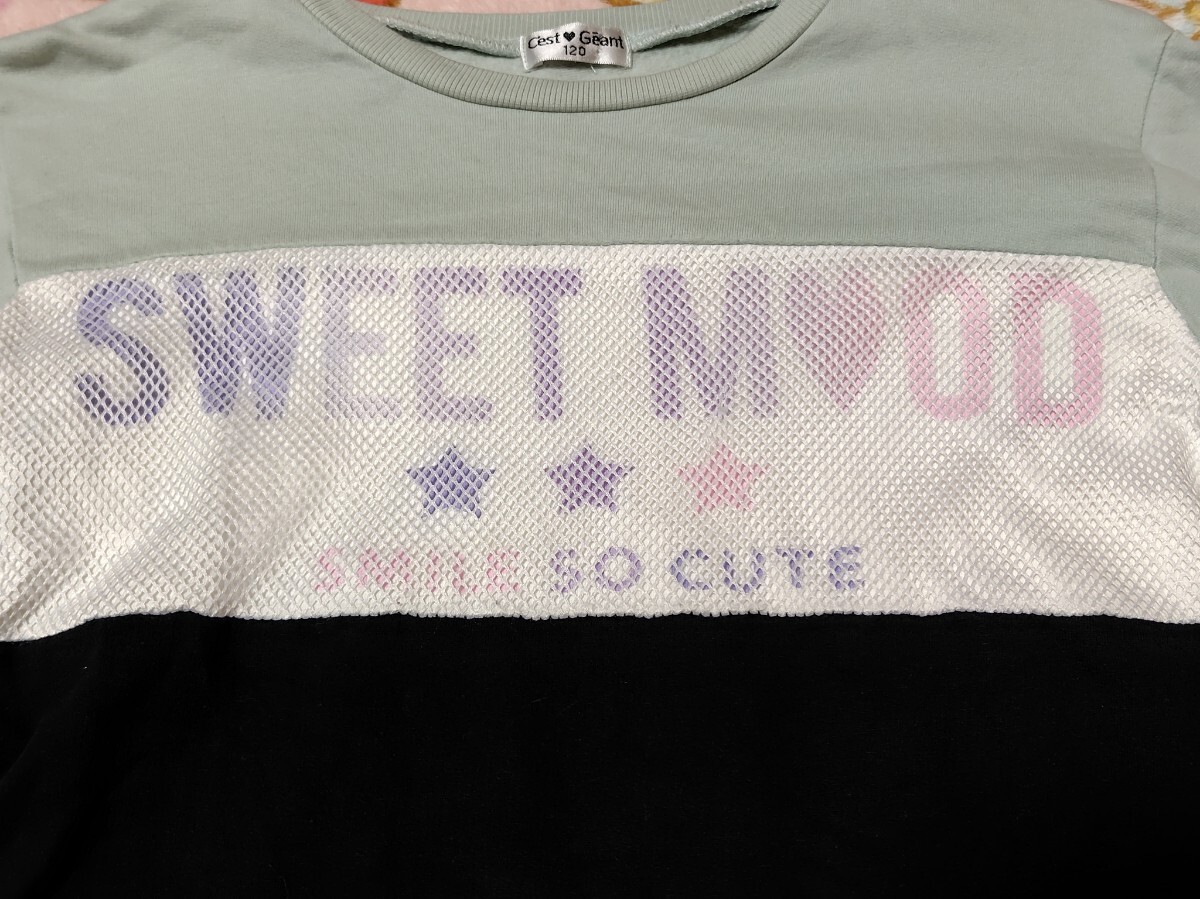 C'est♥Géant
120
SWEET M♥OD
★ ★ ★
SMILE SO CUTE